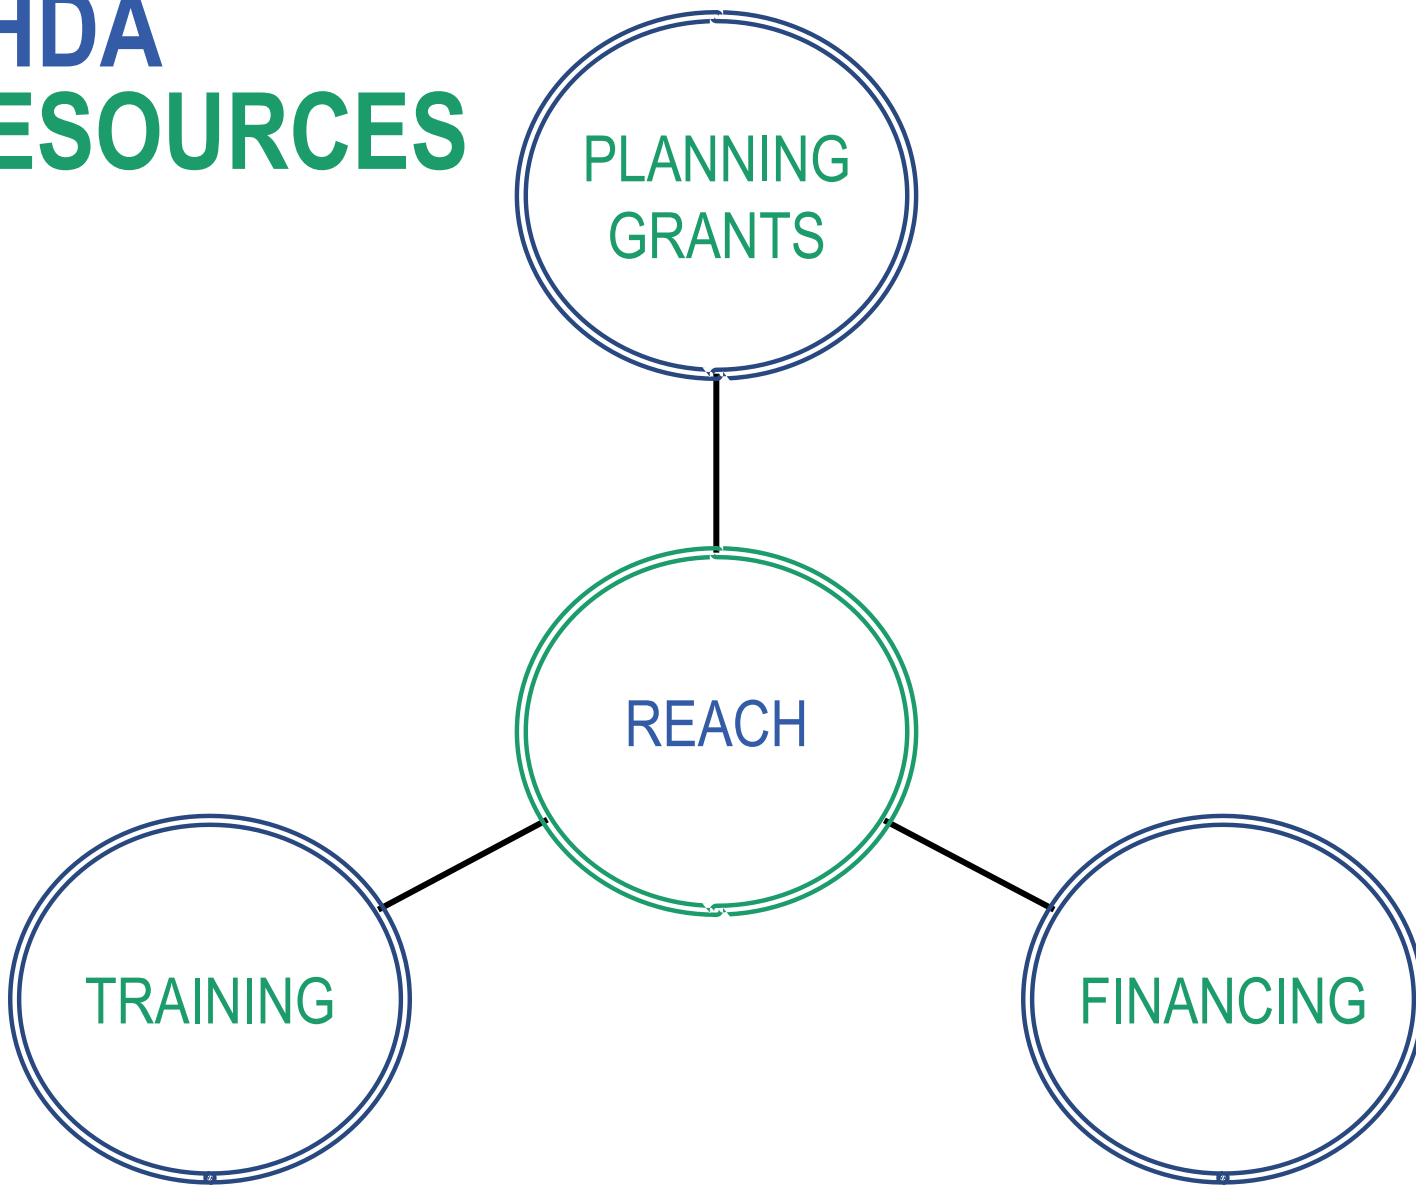 HDA
ESOURCES
PLANNING
GRANTS
REACH
TRAINING
FINANCING